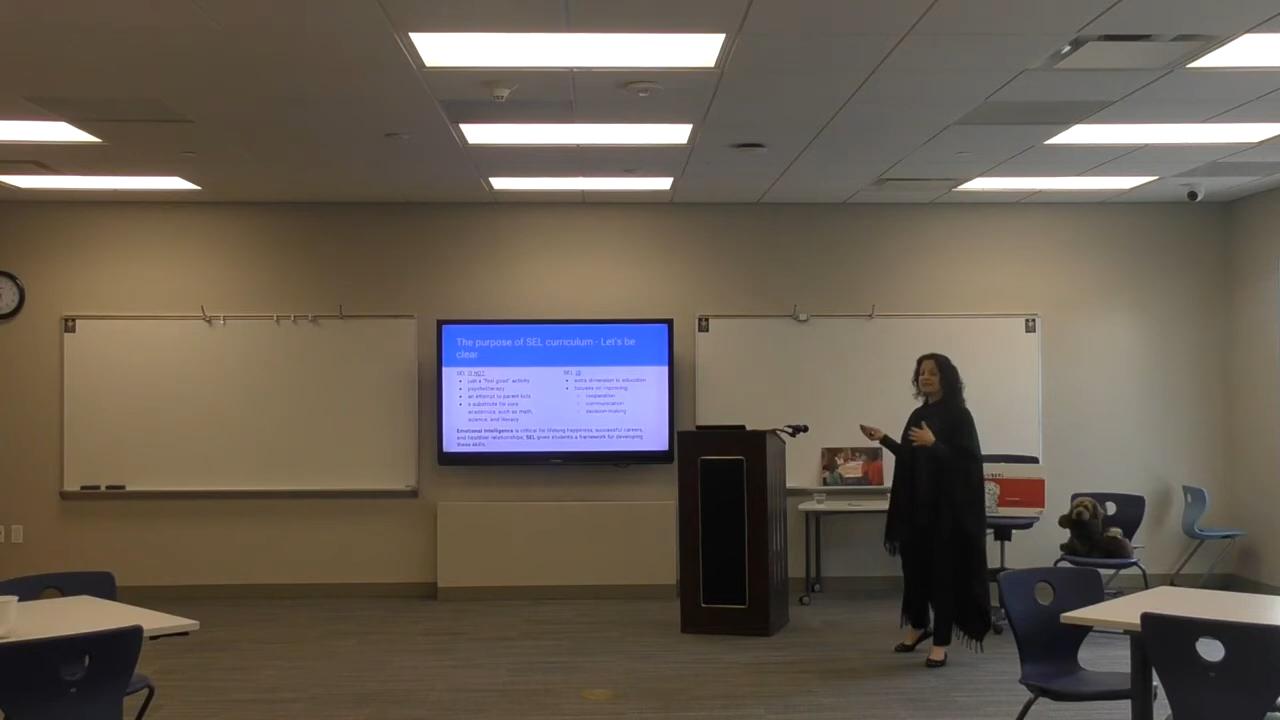 The purpose of SEL curriculum - Let's be
clear
SEL IS NOT
just a "feel good" activity
psychotherapy
an attempt to parent kids
a substitute for core
academics, such as math,
science, and literacy
SEL IS
extra dimension to education
focuses on improving:
cooperation
communication
decision-making
Emotional Intelligence is critical for lifelong happiness, successful careers,
and healthier relationships; SEL gives students a framework for developing
these skills.